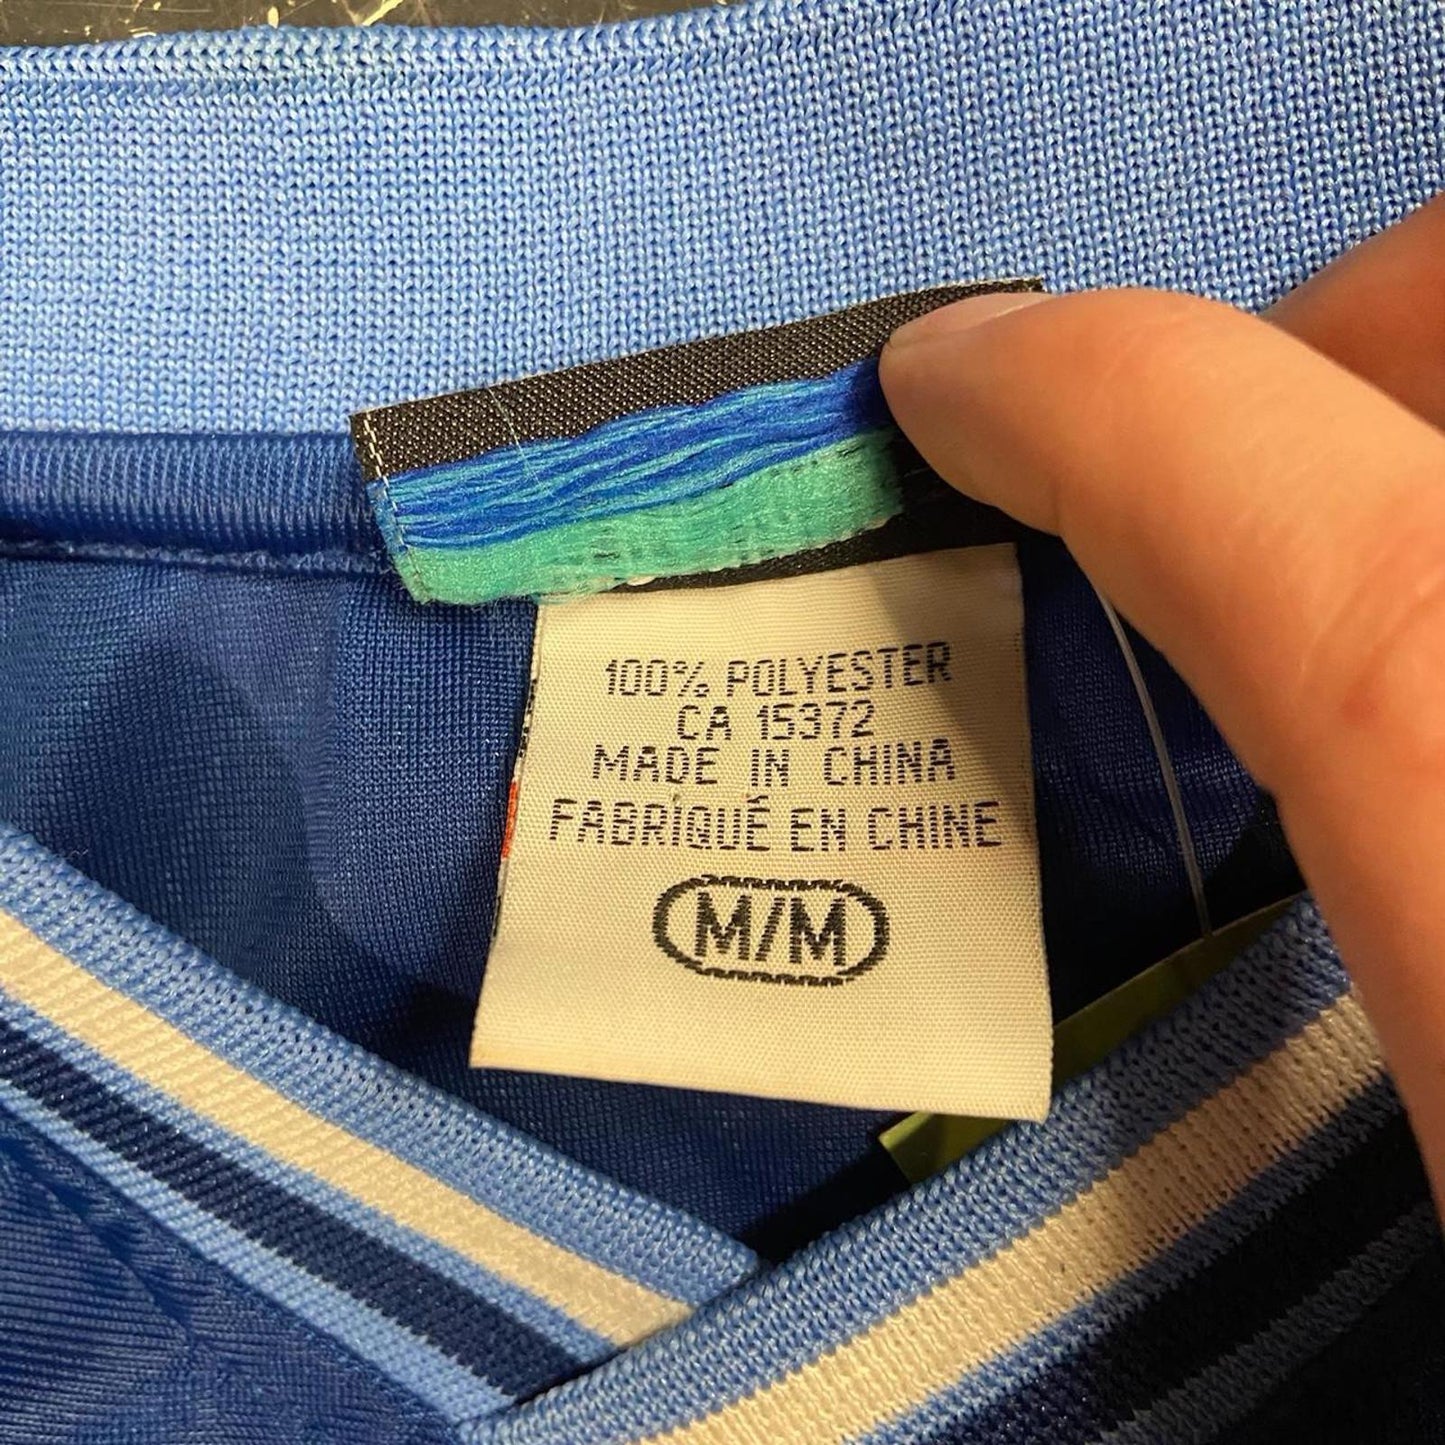 100% POLYESTER
CA 15372
MADE IN CHINA
FABRIQUÉ EN CHINE
M/M